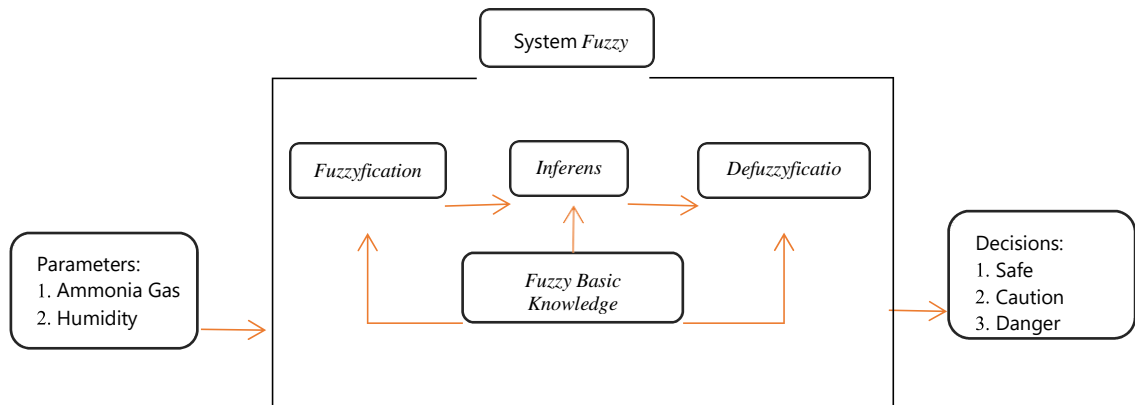 System Fuzzy
Fuzzyfication
Inferens
Defuzzyficatio
Parameters:
1. Ammonia Gas
2. Humidity
Fuzzy Basic
Knowledge
Decisions:
1. Safe
2. Caution
3. Danger